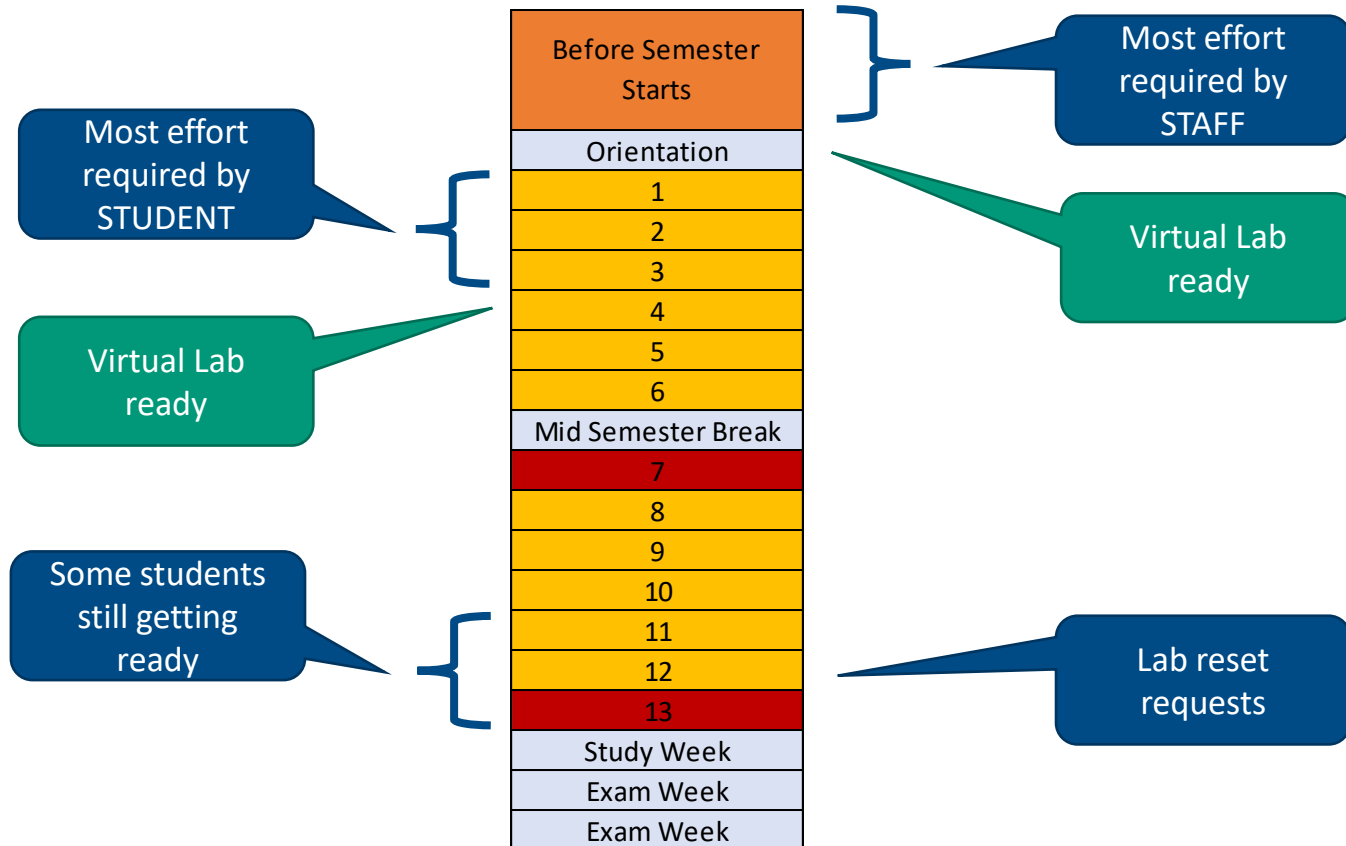 Before Semester
Starts
Most effort
required by
STAFF
Most effort
required by
STUDENT
Orientation
1
2
3
4
5
6
Virtual Lab
ready
Virtual Lab
ready
Mid Semester Break
7
8
9
10
11
12
13
Some students
still getting
ready
Lab reset
requests
Study Week
Exam Week
Exam Week